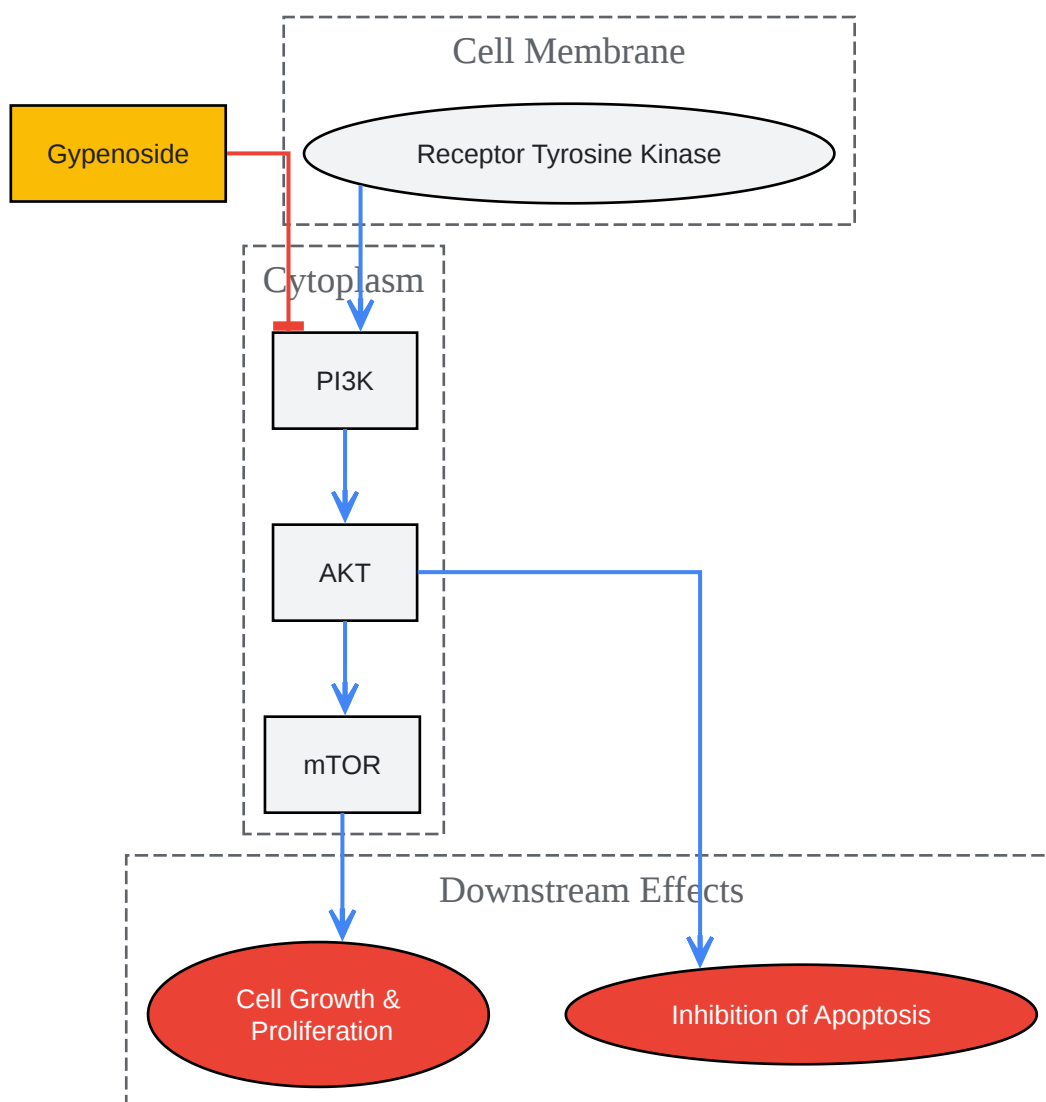 Cell Membrane
Gypenoside
Receptor Tyrosine Kinase
Cytoplasm
PI3K
AKT
mTOR
Downstream Effects
Cell Growth &
Proliferation
Inhibition of Apoptosis